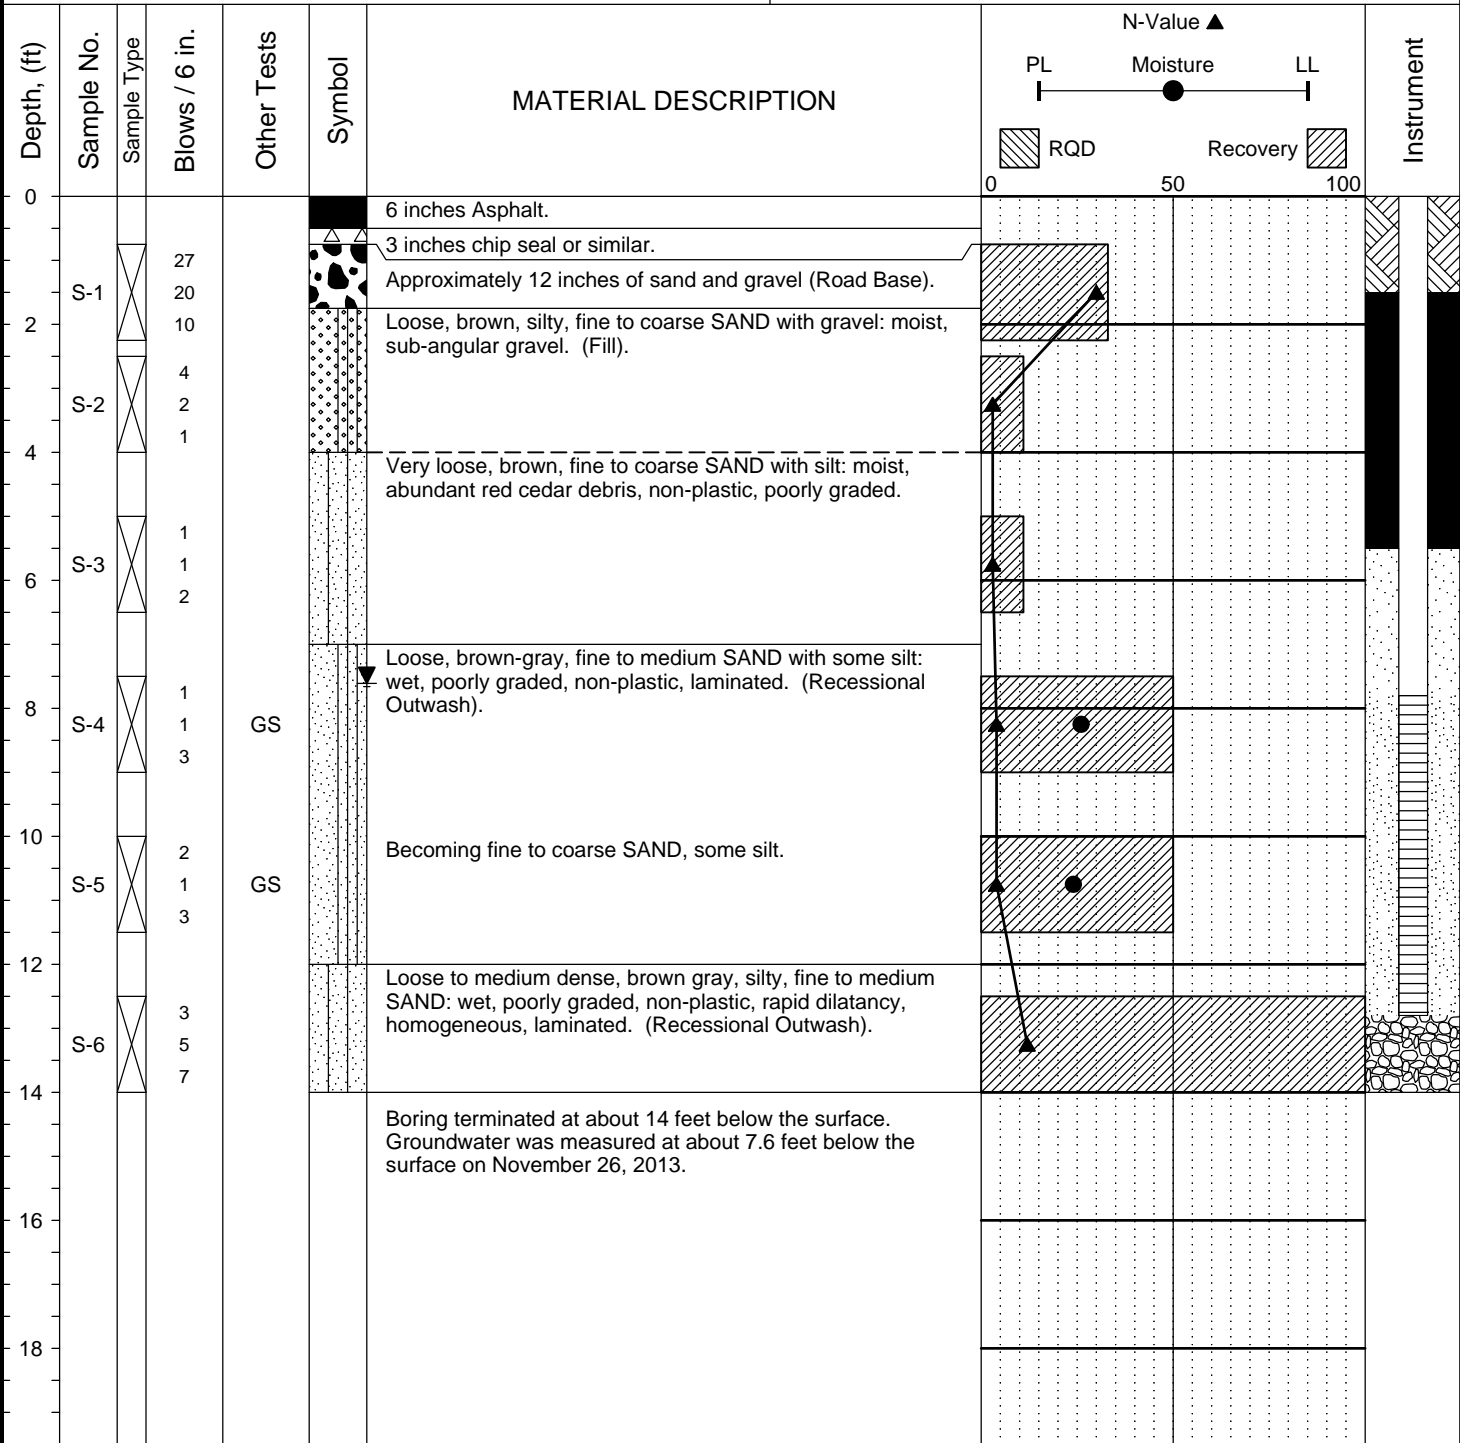 Depth, (ft)
Sample No.
Sample Type
Blows / 6 in.
Other Tests
Symbol
MATERIAL DESCRIPTION
N-Value
PL Moisture LL
RQD Recovery
0 50 100
Instrument
0
6 inches Asphalt.
3 inches chip seal or similar.
27
Approximately 12 inches of sand and gravel (Road Base).
S-1 20
10
2
Loose, brown, silty, fine to coarse SAND with gravel: moist,
sub-angular gravel. (Fill).
4
S-2 2
1
4
Very loose, brown, fine to coarse SAND with silt: moist,
abundant red cedar debris, non-plastic, poorly graded.
1
S-3 1
6
2
Loose, brown-gray, fine to medium SAND with some silt:
wet, poorly graded, non-plastic, laminated. (Recessional
Outwash).
1
8
S-4 1 GS
3
10
2
Becoming fine to coarse SAND, some silt.
S-5 1 GS
3
12
Loose to medium dense, brown gray, silty, fine to medium
SAND: wet, poorly graded, non-plastic, rapid dilatancy,
homogeneous, laminated. (Recessional Outwash).
3
S-6 5
7
14
Boring terminated at about 14 feet below the surface.
Groundwater was measured at about 7.6 feet below the
surface on November 26, 2013.
16
18